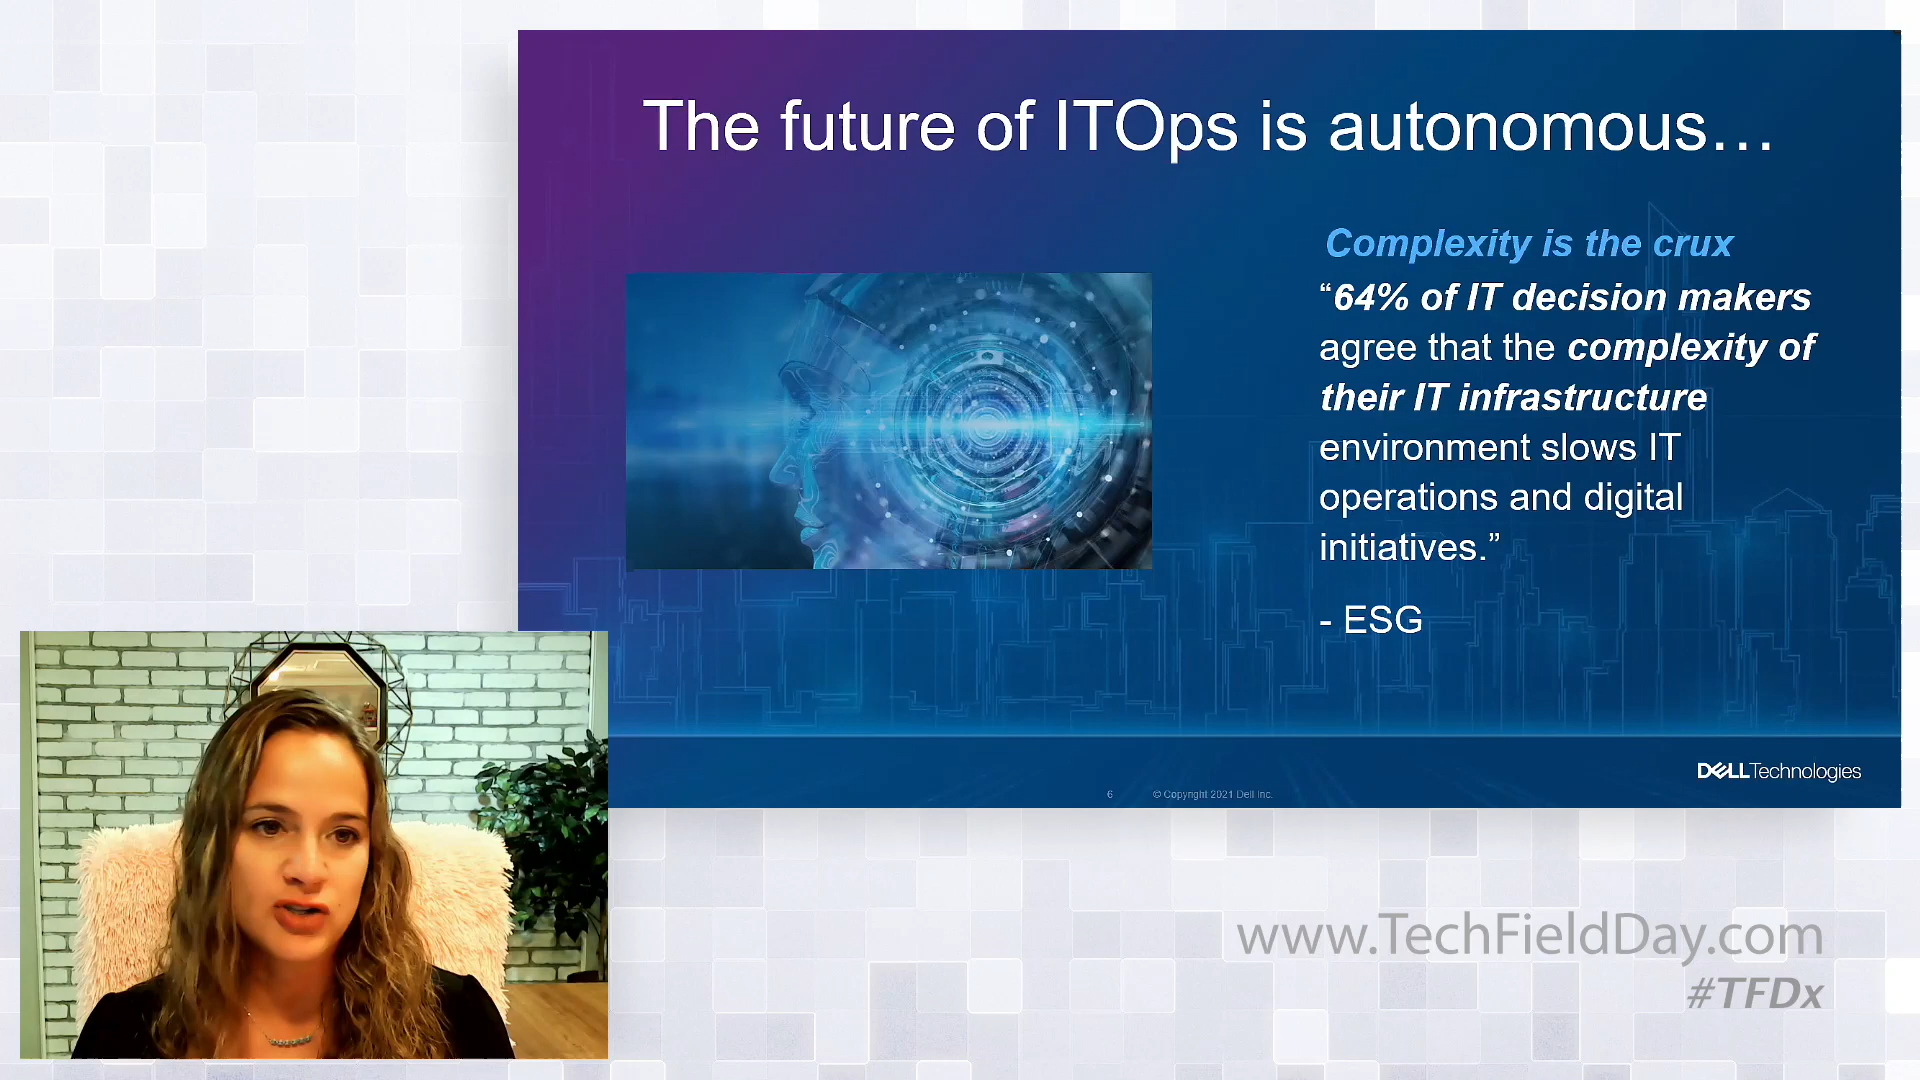 The future of ITOps is autonomous…
Complexity is the crux
“64% of IT decision makers
agree that the complexity of
their IT infrastructure
environment slows IT
operations and digital
initiatives.”
- ESG
DELLTechnologies
6 © Copyright 2021 Dell Inc.
www.TechFieldDay.com
#TFDx